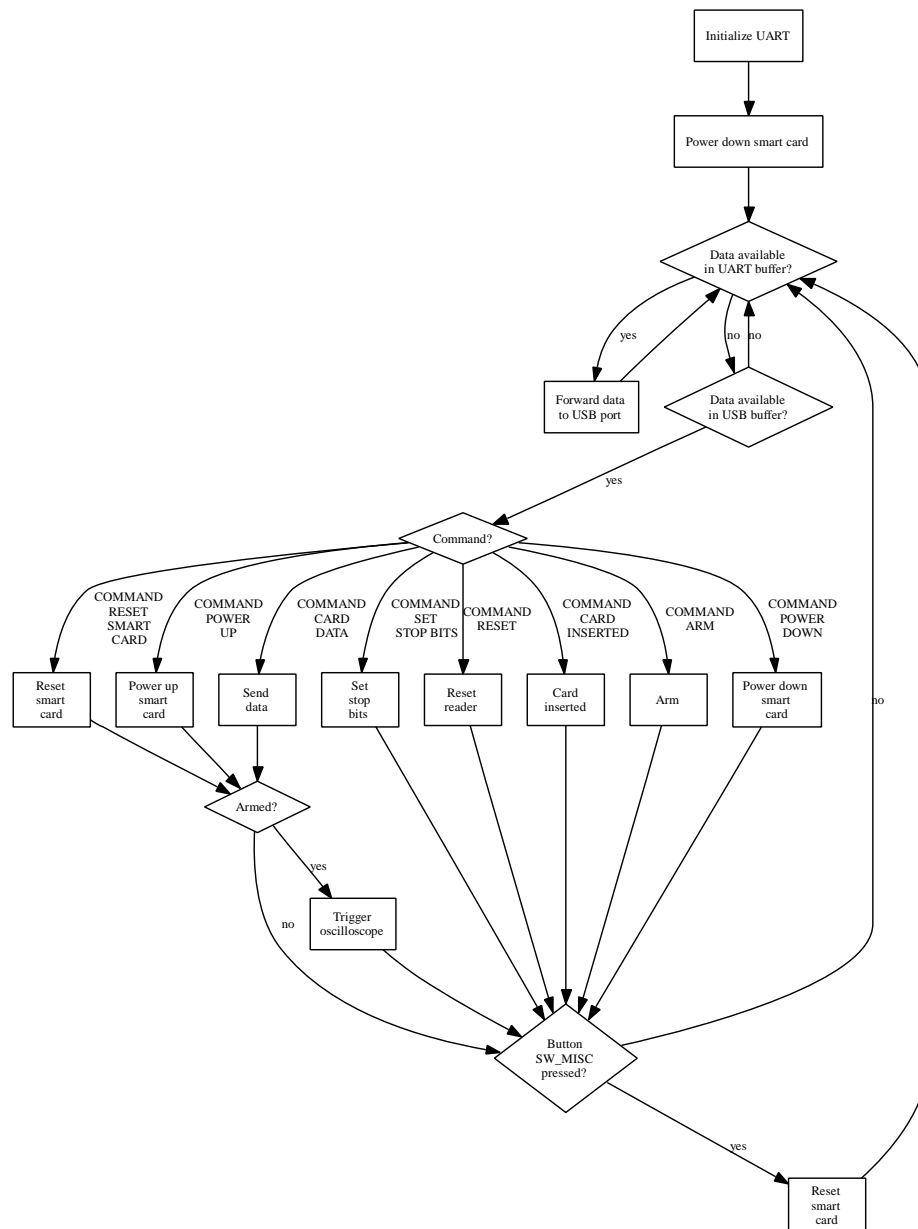 Initialize UART
Power down smart card
Data available
in UART buffer?
yes
no
no
Forward data
to USB port
Data available
in USB buffer?
yes
Command?
COMMAND
RESET
SMART
CARD
COMMAND
POWER
UP
COMMAND
CARD
DATA
COMMAND
SET
STOP BITS
COMMAND
RESET
COMMAND
CARD
INSERTED
COMMAND
ARM
COMMAND
POWER
DOWN
Reset
smart
card
Power up
smart
card
Send
data
Set
stop
bits
Reset
reader
Card
inserted
Arm
Power down
smart
card
no
Armed?
yes
no
Trigger
oscilloscope
Button
SW_MISC
pressed?
yes
Reset
smart
card